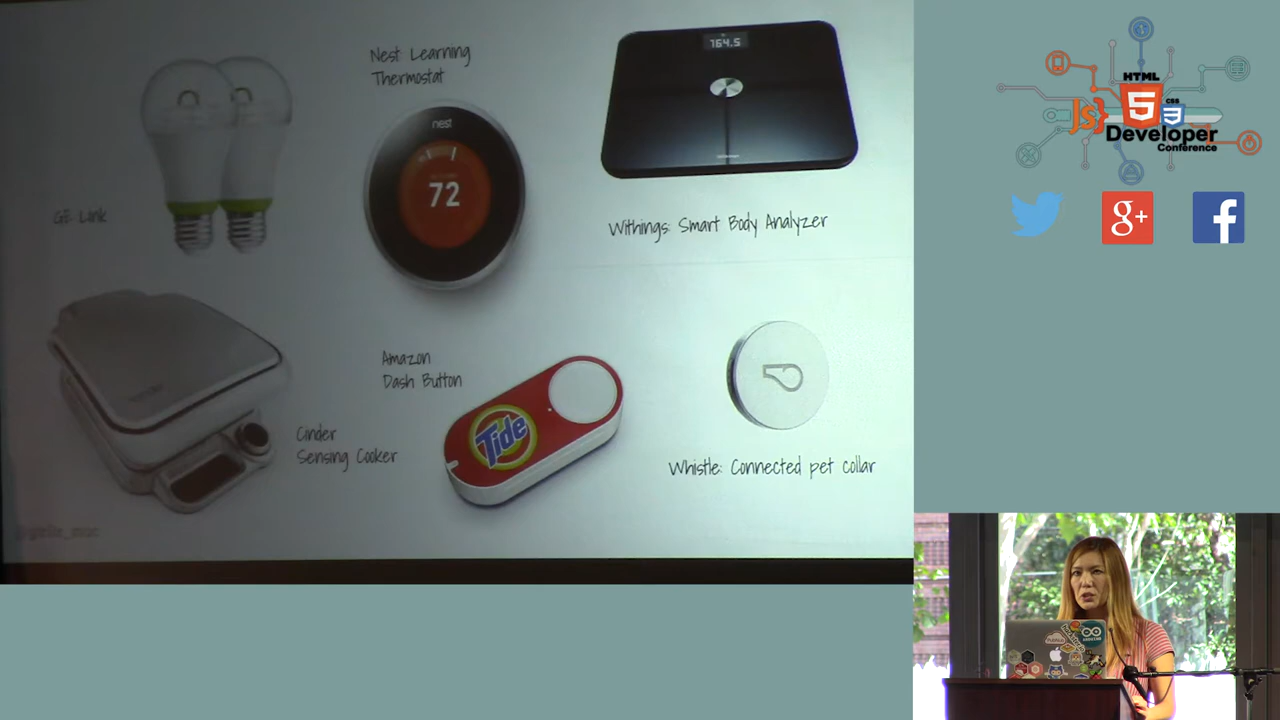 Nest Learning
Thermostat
nest
72
164.5
GE Link
Withings: Smart Body Analyzer
Amazon
Dash Button
Tide
Cinder
Sensing Cooker
Whistle: Connected pet collar
HTML
5
JS}
CSS
3
Developer
Conference
g+
f